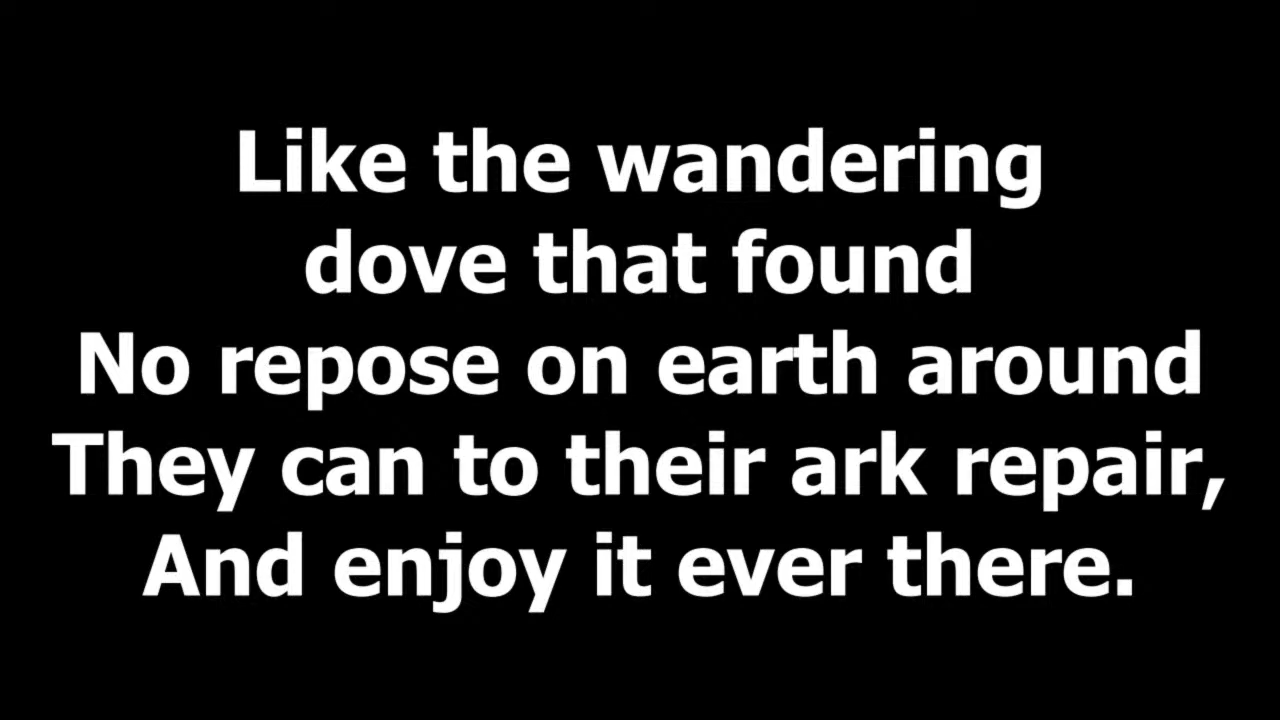 Like the wandering
dove that found
No repose on earth around
They can to their ark repair,
And enjoy it ever there.